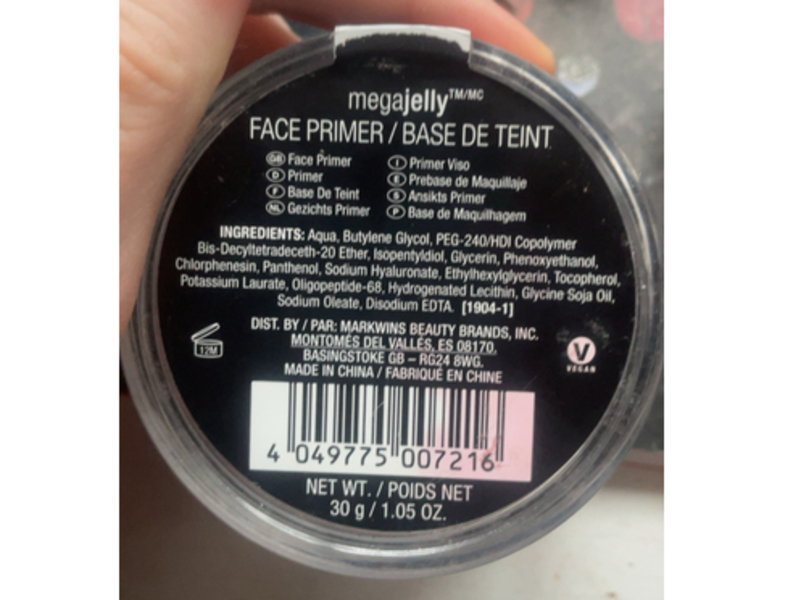 megajelly™/MC
FACE PRIMER / BASE DE TEINT
GB Face Primer
D Primer
F Base De Teint
NL Gezichts Primer
I Primer Viso
E Prebase de Maquillaje
S Ansikts Primer
P Base de Maquilhagem
INGREDIENTS: Aqua, Butylene Glycol, PEG-240/HDI Copolymer
Bis-Decyltetradeceth-20 Ether, Isopentyldiol, Glycerin, Phenoxyethanol,
Chlorphenesin, Panthenol, Sodium Hyaluronate, Ethylhexylglycerin, Tocopherol,
Potassium Laurate, Oligopeptide-68, Hydrogenated Lecithin, Glycine Soja Oil,
Sodium Oleate, Disodium EDTA. [1904-1]
DIST. BY / PAR: MARKWINS BEAUTY BRANDS, INC.
MONTOMÉS DEL VALLÉS, ES 08170.
BASINGSTOKE GB – RG24 8WG.
MADE IN CHINA / FABRIQUÉ EN CHINE
12M
V
VEGAN
4 049775 007216
NET WT. / POIDS NET
30 g / 1.05 OZ.